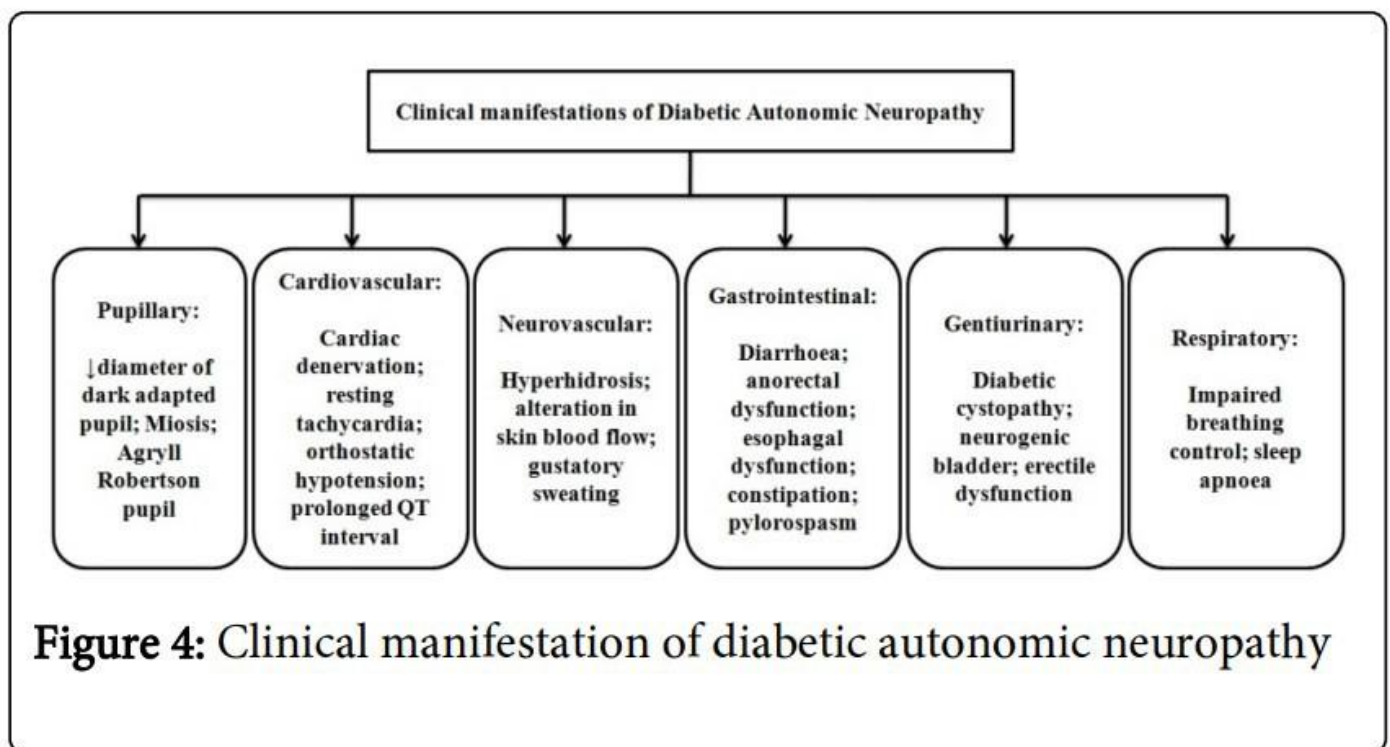 Clinical manifestations of Diabetic Autonomic Neuropathy
Pupillary:
↓diameter of
dark adapted
pupil; Miosis;
Agryll
Robertson
pupil
Cardiovascular:
Cardiac
denervation;
resting
tachycardia;
orthostatic
hypotension;
prolonged QT
interval
Neurovascular:
Hyperhidrosis;
alteration in
skin blood flow;
gustatory
sweating
Gastrointestinal:
Diarrhoea;
anorectal
dysfunction;
esophagal
dysfunction;
constipation;
pylorospasm
Gentiurinary:
Diabetic
cystopathy;
neurogenic
bladder; erectile
dysfunction
Respiratory:
Impaired
breathing
control; sleep
apnoea
Figure 4: Clinical manifestation of diabetic autonomic neuropathy